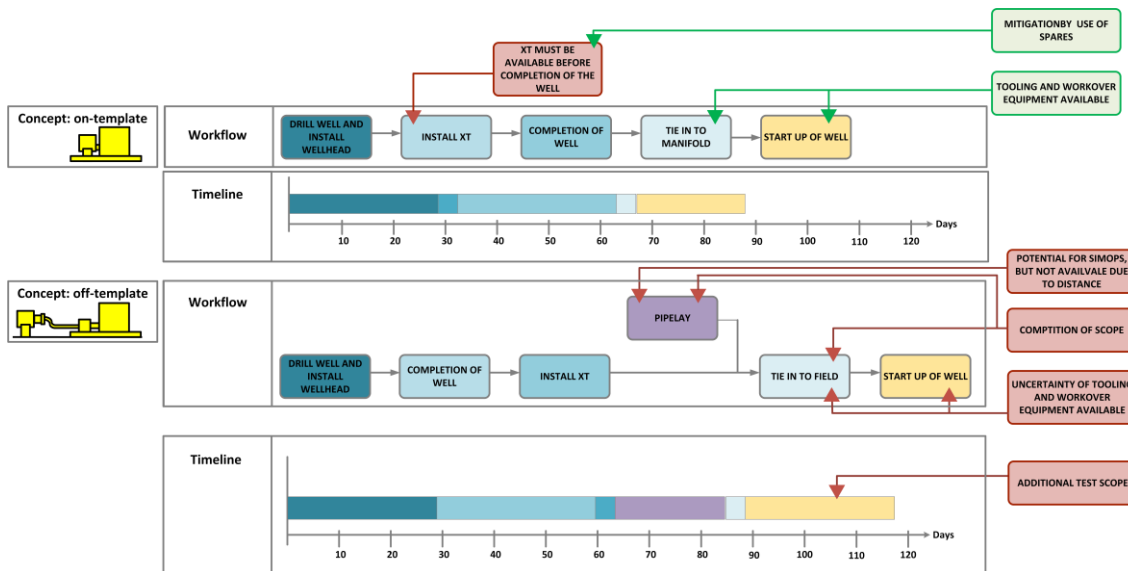 MITIGATIONBY USE OF
SPARES
XT MUST BE
AVAILABLE BEFORE
COMPLETION OF THE
WELL
TOOLING AND WORKOVER
EQUIPMENT AVAILABLE
Concept: on-template
Workflow
DRILL WELL AND
INSTALL
WELLHEAD
INSTALL XT
COMPLETION OF
WELL
TIE IN TO
MANIFOLD
START UP OF WELL
Timeline
Days
10 20 30 40 50 60 70 80 90 100 110 120
POTENTIAL FOR SIMOPS,
BUT NOT AVAILVALE DUE
TO DISTANCE
Concept: off-template
Workflow
PIPELAY
COMPTITION OF SCOPE
DRILL WELL AND
INSTALL
WELLHEAD
COMPLETION OF
WELL
INSTALL XT
TIE IN TO FIELD
START UP OF WELL
UNCERTAINTY OF TOOLING
AND WORKOVER
EQUIPMENT AVAILABLE
Timeline
ADDITIONAL TEST SCOPE
Days
10 20 30 40 50 60 70 80 90 100 110 120